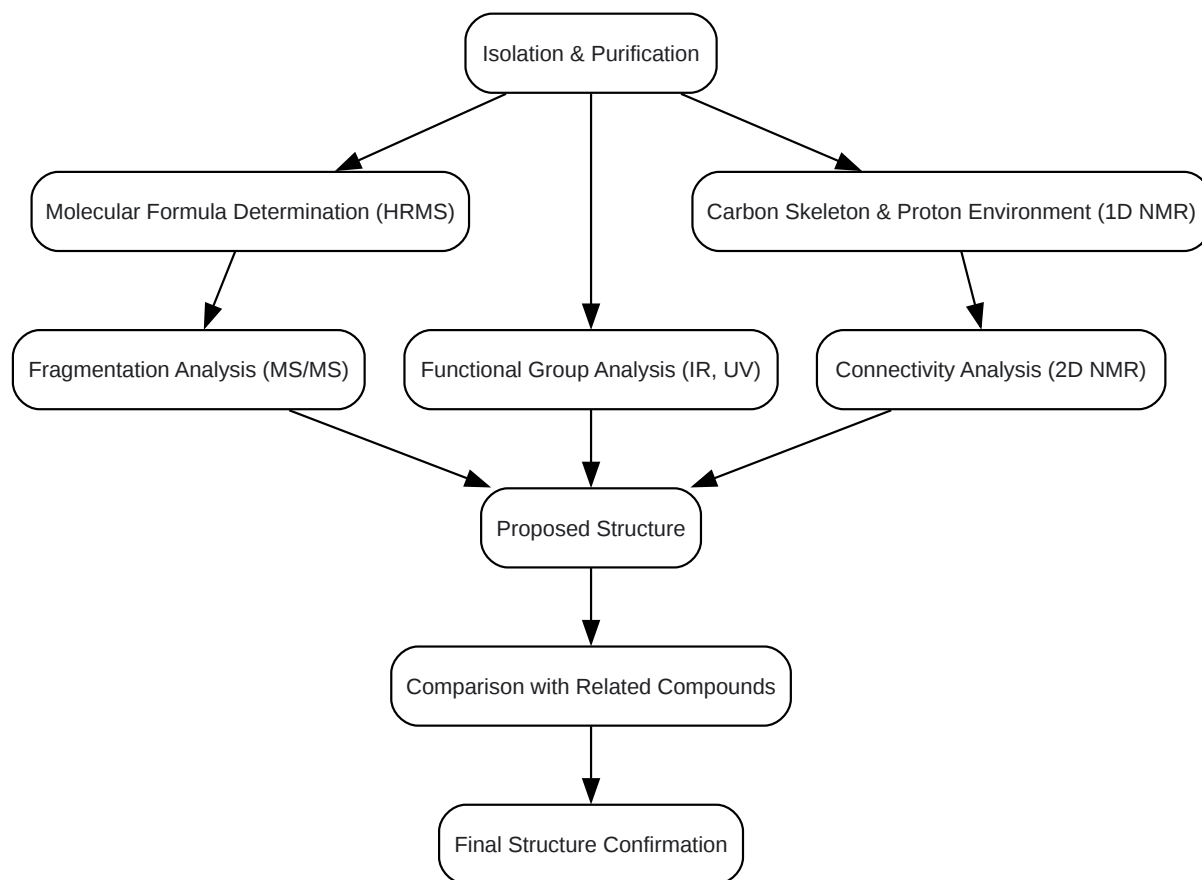 Isolation & Purification
Molecular Formula Determination (HRMS)
Carbon Skeleton & Proton Environment (1D NMR)
Fragmentation Analysis (MS/MS)
Functional Group Analysis (IR, UV)
Connectivity Analysis (2D NMR)
Proposed Structure
Comparison with Related Compounds
Final Structure Confirmation